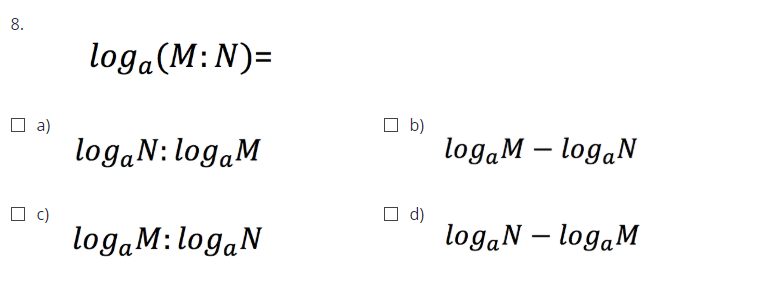 8.
logₐ(M:N)=
a) logₐN:logₐM
b) logₐM − logₐN
c) logₐM:logₐN
d) logₐN − logₐM